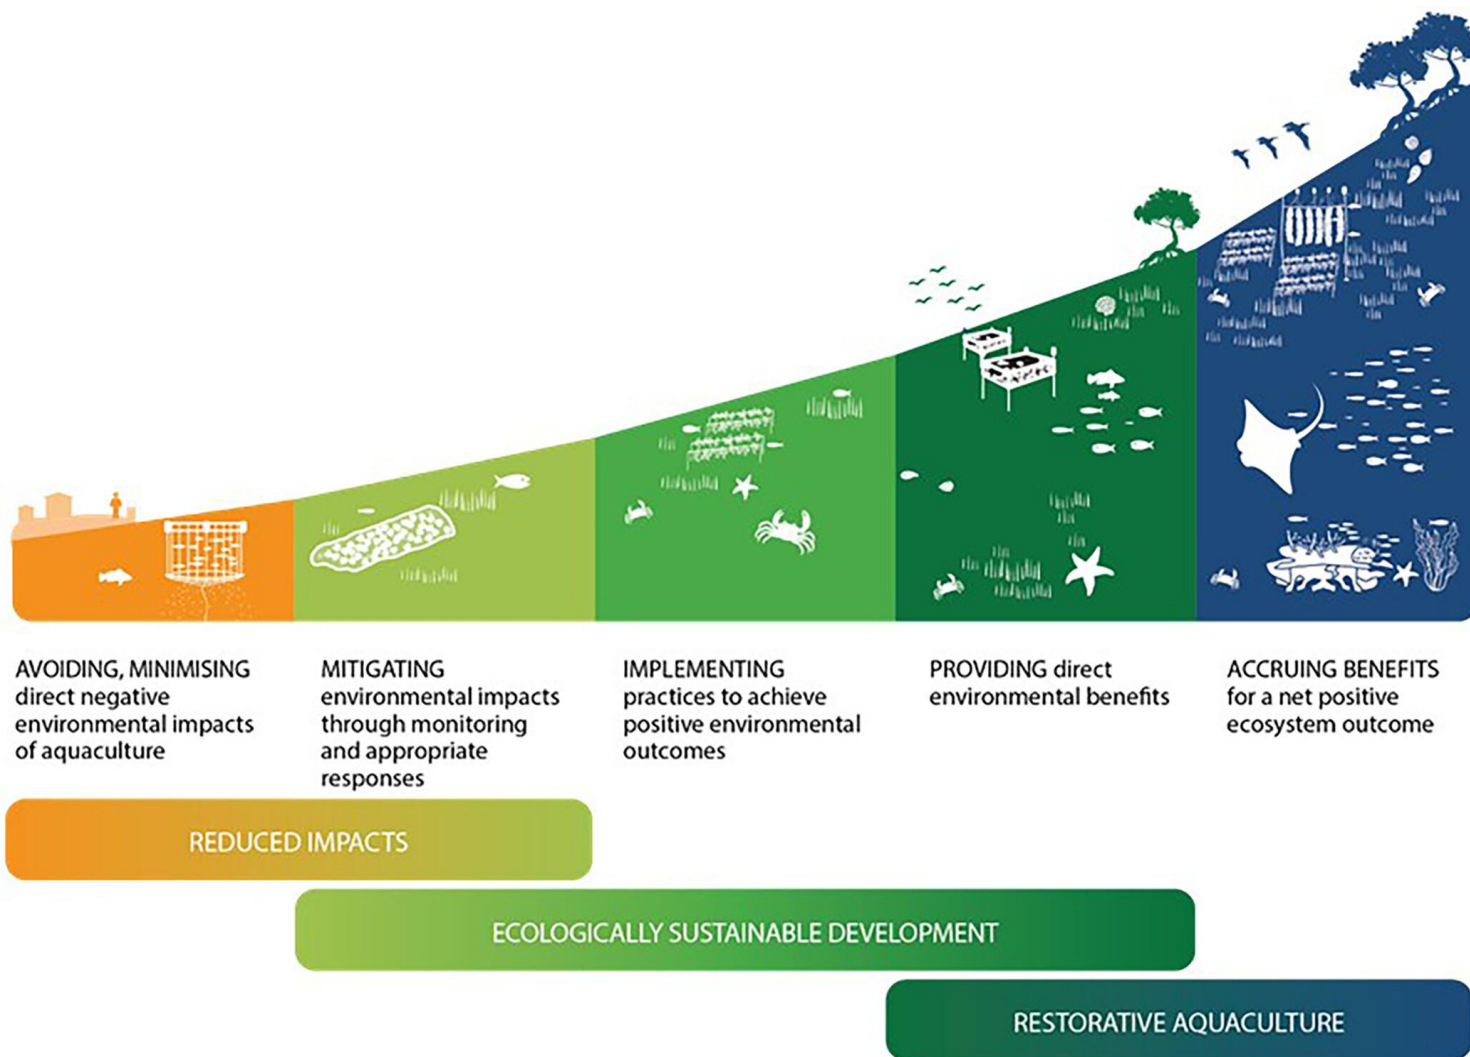 AVOIDING, MINIMISING
direct negative
environmental impacts
of aquaculture
MITIGATING
environmental impacts
through monitoring
and appropriate
responses
IMPLEMENTING
practices to achieve
positive environmental
outcomes
PROVIDING direct
environmental benefits
ACCRUING BENEFITS
for a net positive
ecosystem outcome
REDUCED IMPACTS
ECOLOGICALLY SUSTAINABLE DEVELOPMENT
RESTORATIVE AQUACULTURE